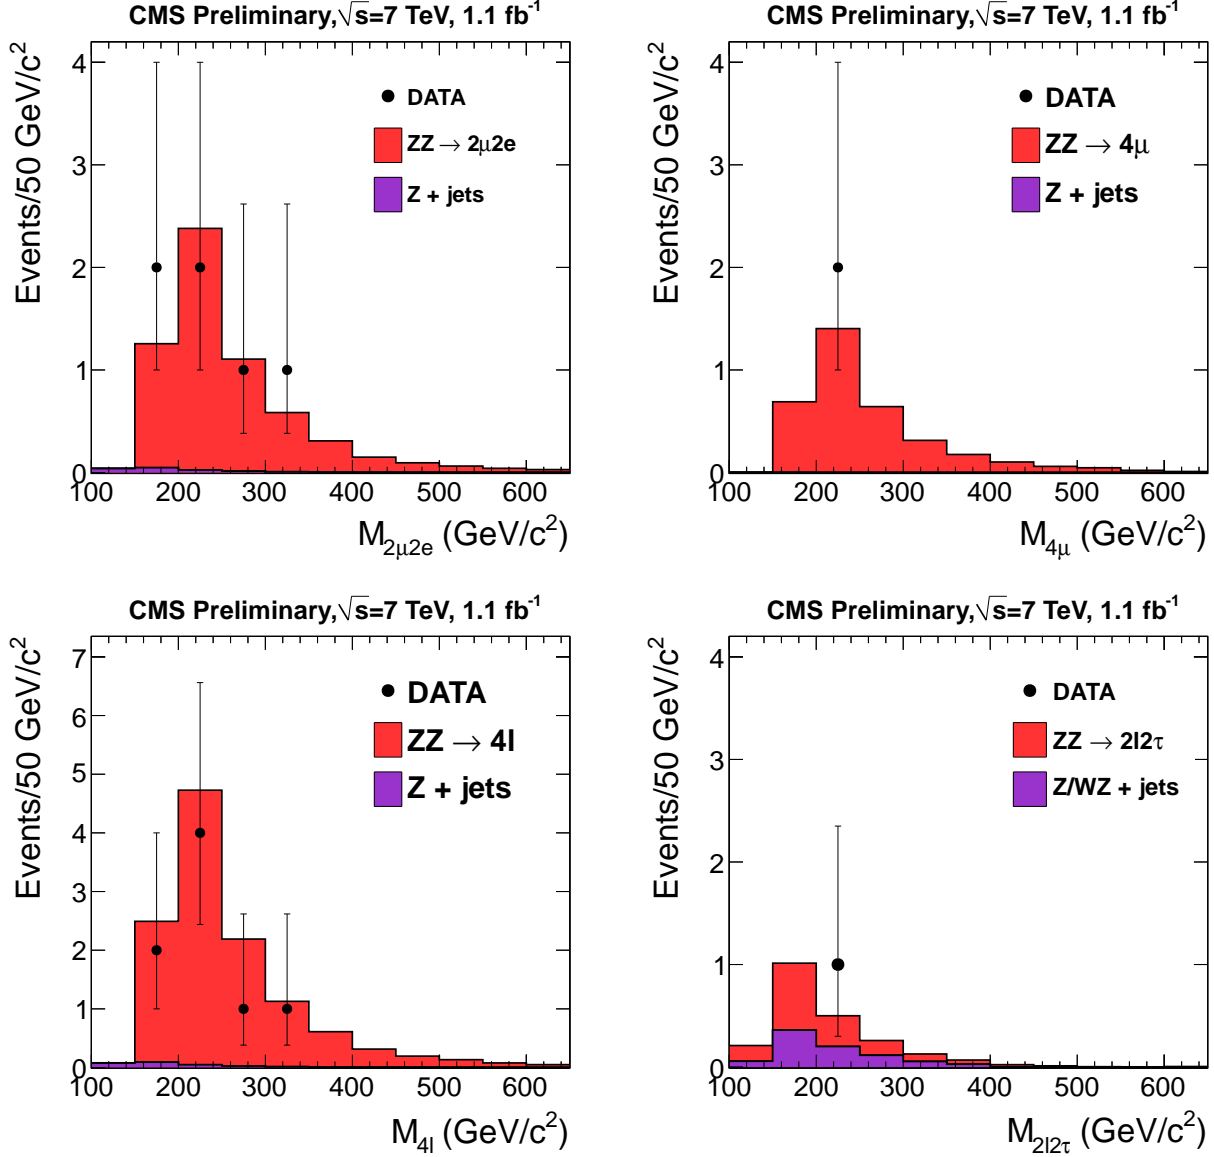 CMS Preliminary,√s=7 TeV, 1.1 fb⁻¹
Events/50 GeV/c²
4
3
2
1
0
DATA
ZZ → 2μ2e
Z + jets
100 200 300 400 500 600
M2μ2e (GeV/c²)
CMS Preliminary,√s=7 TeV, 1.1 fb⁻¹
Events/50 GeV/c²
4
3
2
1
0
DATA
ZZ → 4μ
Z + jets
100 200 300 400 500 600
M4μ (GeV/c²)
CMS Preliminary,√s=7 TeV, 1.1 fb⁻¹
Events/50 GeV/c²
7
6
5
4
3
2
1
0
DATA
ZZ → 4l
Z + jets
100 200 300 400 500 600
M4l (GeV/c²)
CMS Preliminary,√s=7 TeV, 1.1 fb⁻¹
Events/50 GeV/c²
4
3
2
1
0
DATA
ZZ → 2l2τ
Z/WZ + jets
100 200 300 400 500 600
M2l2τ (GeV/c²)